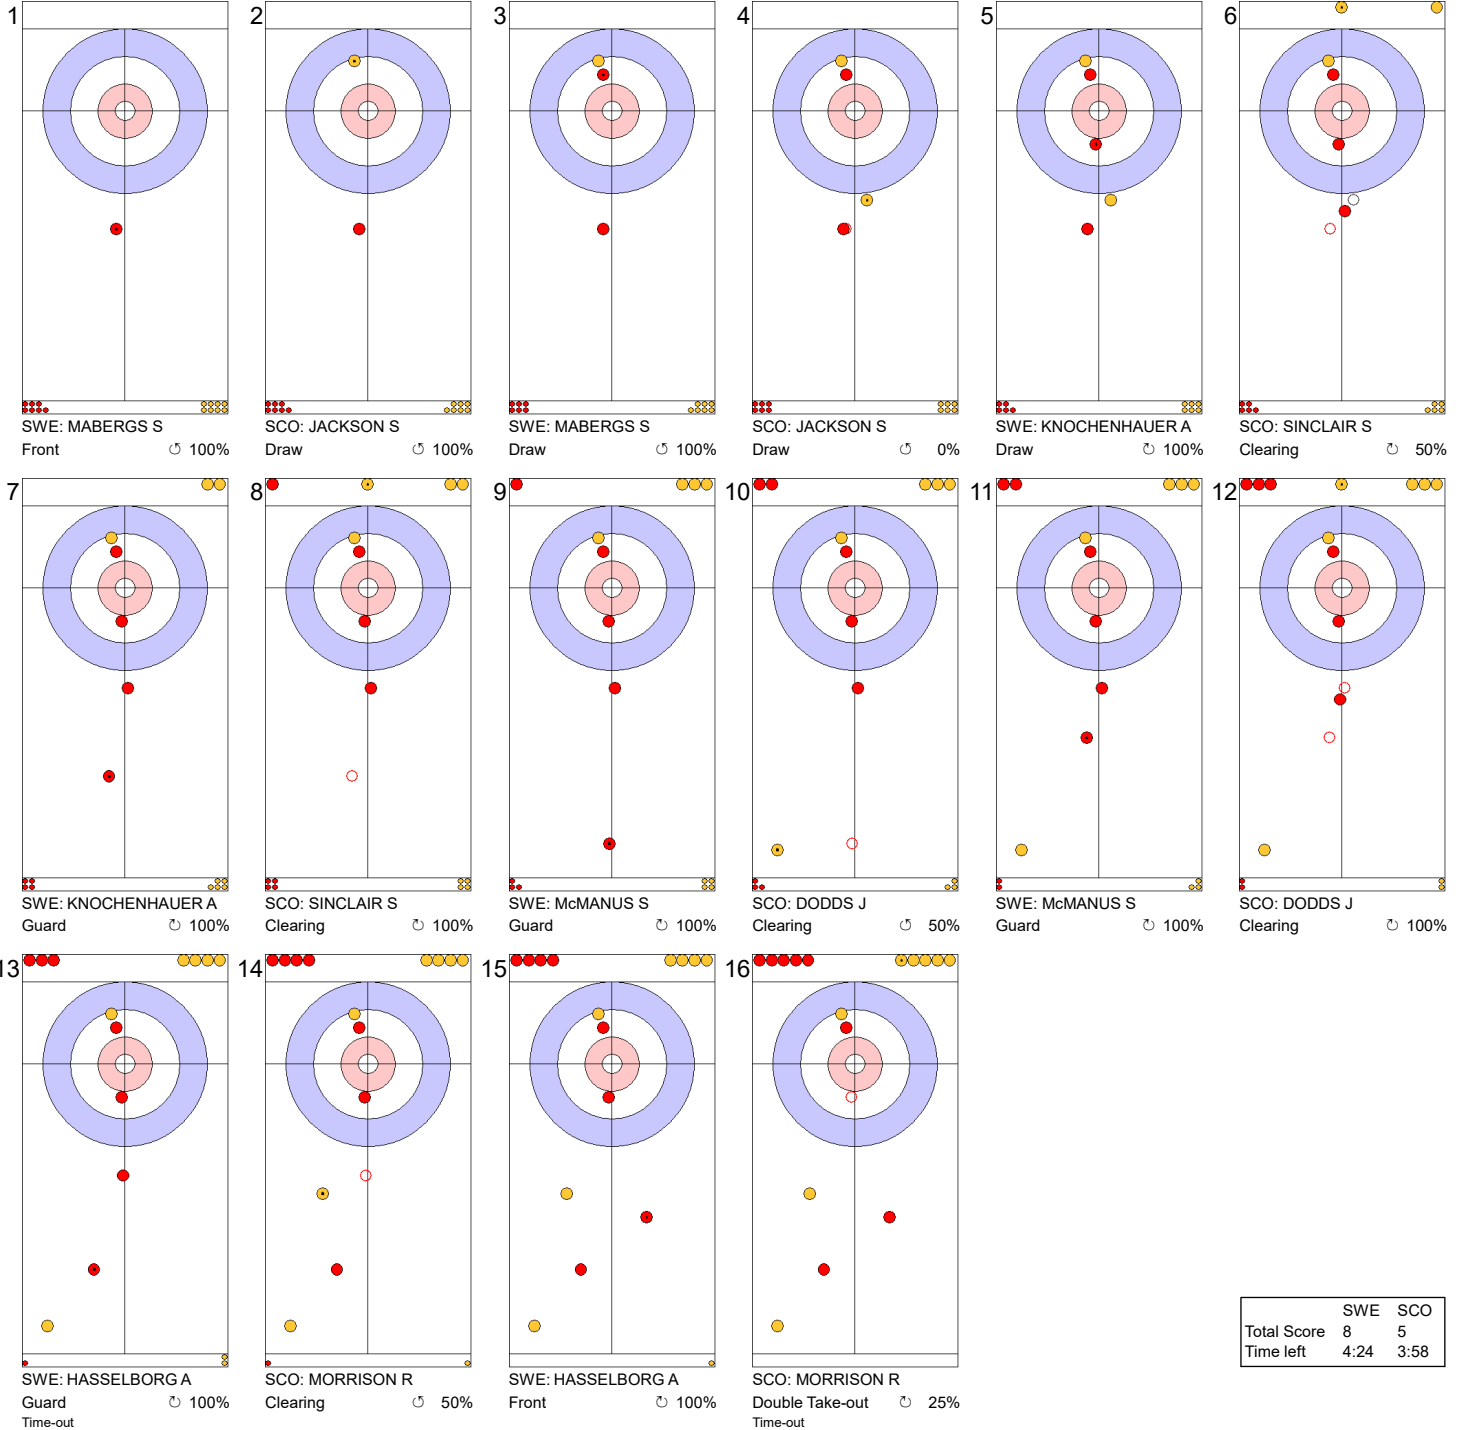 1
2
3
4
5
6
SWE: MABERGS S
Front ↺ 100%
SCO: JACKSON S
Draw ↺ 100%
SWE: MABERGS S
Draw ↻ 100%
SCO: JACKSON S
Draw ↺ 0%
SWE: KNOCHENHAUER A
Draw ↻ 100%
SCO: SINCLAIR S
Clearing ↺ 50%
7
8
9
10
11
12
SWE: KNOCHENHAUER A
Guard ↻ 100%
SCO: SINCLAIR S
Clearing ↻ 100%
SWE: McMANUS S
Guard ↻ 100%
SCO: DODDS J
Clearing ↺ 50%
SWE: McMANUS S
Guard ↻ 100%
SCO: DODDS J
Clearing ↻ 100%
13
14
15
16
SWE: HASSELBORG A
Guard ↻ 100%
Time-out
SCO: MORRISON R
Clearing ↺ 50%
SWE: HASSELBORG A
Front ↻ 100%
SCO: MORRISON R
Double Take-out ↻ 25%
Time-out
SWE SCO
Total Score 8 5
Time left 4:24 3:58